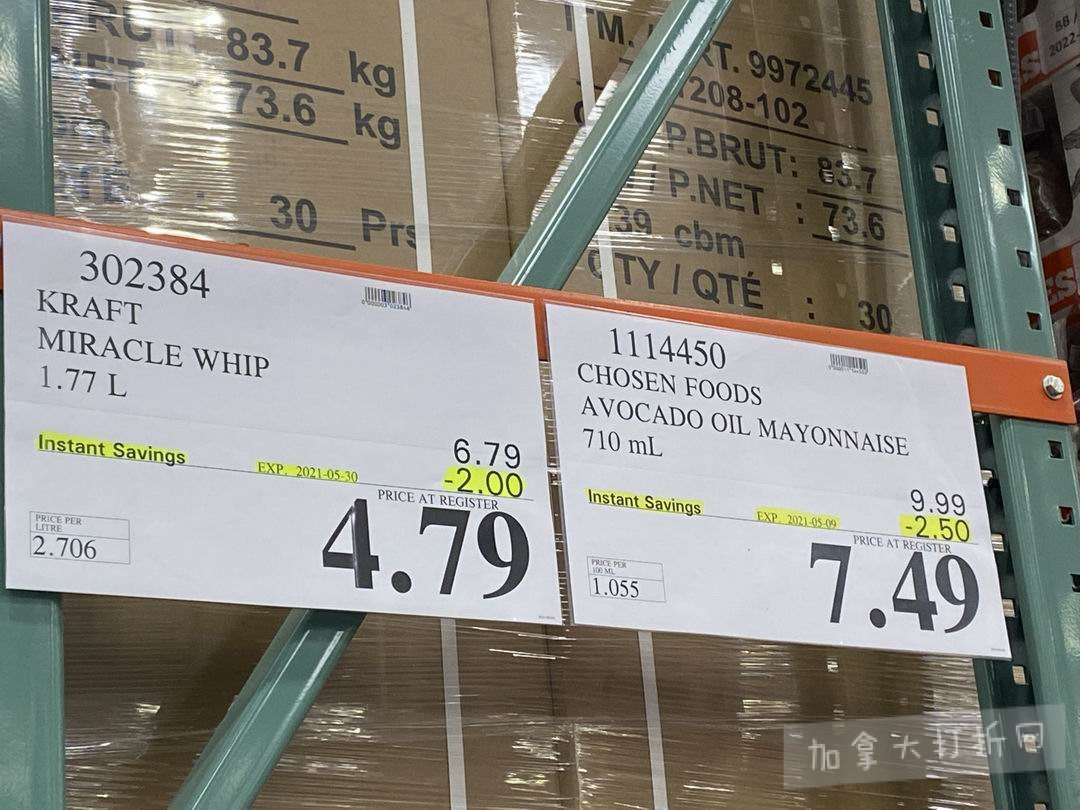 83.7 kg
73.6 kg
30 Prs
9972445
208-102
P.BRUT: 83.7
/ P.NET : 73.6
cbm
QTY / QTÉ : 30
302384
KRAFT
MIRACLE WHIP
1.77 L
Instant Savings
EXP. 2021-05-30
6.79
-2.00
PRICE AT REGISTER
4.79
PRICE PER
LITRE
2.706
1114450
CHOSEN FOODS
AVOCADO OIL MAYONNAISE
710 mL
Instant Savings
EXP. 2021-05-09
9.99
-2.50
PRICE AT REGISTER
7.49
PRICE PER
100 ML
1.055
加拿大打折网